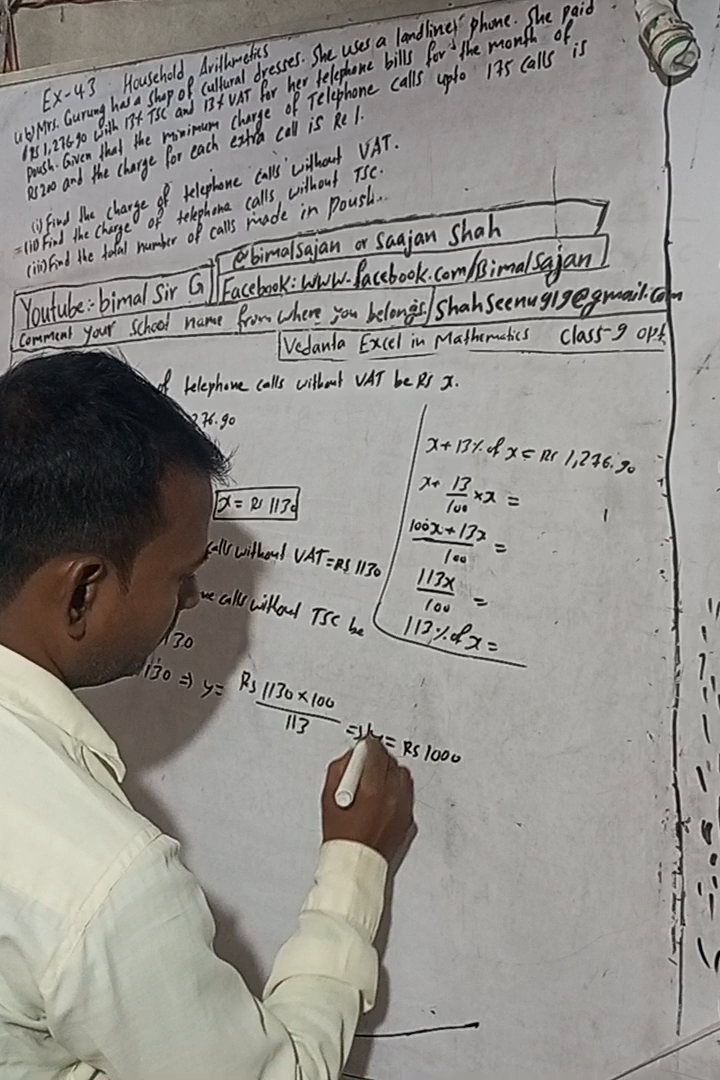 Ex-4.3 Household Arithmetics
4.b) Mrs. Gurung has a shop of cultural dresses. She uses a landliner phone. She paid
Rs 1,276.90 with 13% TSC and 13% VAT for her telephone bills for the month of
Poush. Given that the minimum charge of Telephone calls upto 175 calls is
Rs 200 and the charge for each extra call is Re 1.
(i) Find the charge of telephone calls without VAT.
(ii) Find the charge of telephone calls without TSC.
(iii) Find the total number of calls made in Poush.
@bimalsajan or Saajan Shah
Youtube:- bimal Sir G
Facebook: www.facebook.com/Bimalsajan
Comment your school name from where you belongs.
Shahseenu919@gmail.com
Vedanta Excel in Mathematics Class-9 opt
of telephone calls without VAT be Rs x.
276.90
x = Rs 1130
calls without VAT = Rs 1130
calls without TSC be
1130
1130 ⇒ y = Rs 1130 × 100 / 113 ⇒ y = Rs 1000
x + 13% of x = Rs 1,276.90
x + 13/100 × x =
100x + 13x / 100 =
113x / 100 =
113% of x =